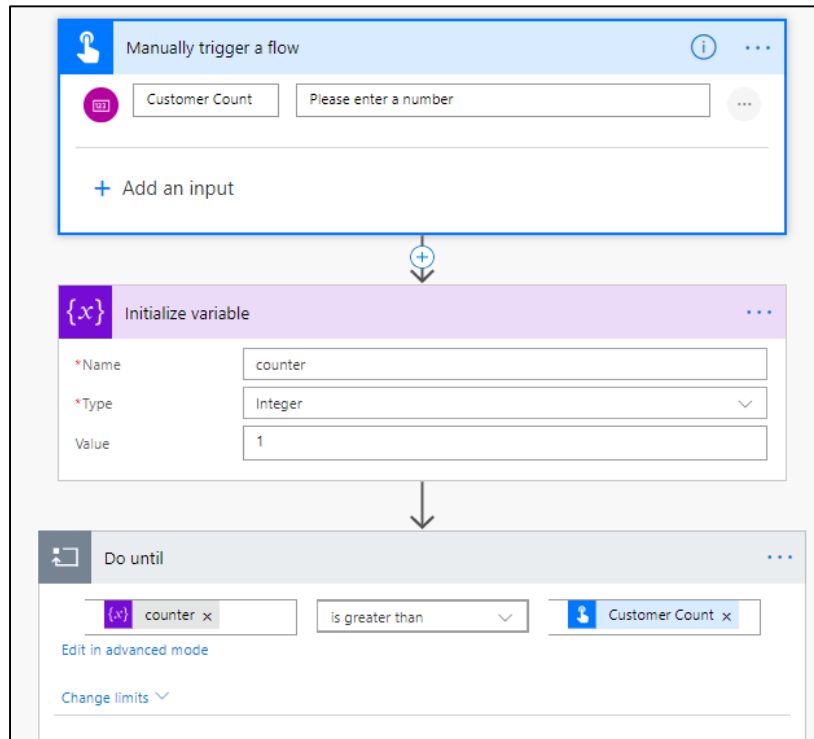 Manually trigger a flow
123
Customer Count Please enter a number
+ Add an input
{x} Initialize variable
*Name counter
*Type Integer
Value 1
Do until
{x} counter × is greater than Customer Count ×
Edit in advanced mode
Change limits